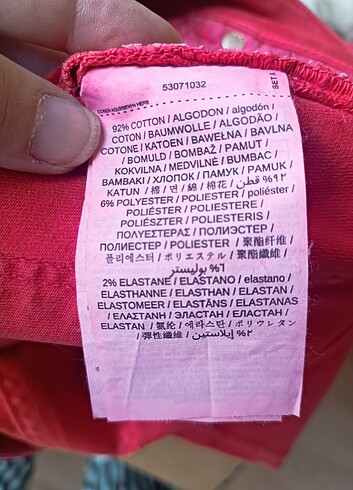 53071032
SET A
92% COTTON / ALGODON / algodón /
COTON / BAUMWOLLE / ALGODÃO /
COTONE / KATOEN / BAWEŁNA / BAVLNA
/ BOMULD / BOMBAŽ / PAMUT /
KOKVILNA / MEDVILNĖ / BUMBAC /
BAMBAKI / ХЛОПОК / ПАМУК / PAMUK /
KATUN / 棉 / 면 / 綿 / 棉花 / قطن %٩٢
6% POLYESTER / POLIESTER / poliéster /
POLIÉSTER / POLIESTERE /
POLIÉSZTER / POLIESTERIS /
ΠΟΛΥΕΣΤΕΡΑΣ / ПОЛИЭСТЕР /
ПОЛИЕСТЕР / POLIESTER / 聚酯纤维 /
폴리에스터 / ポリエステル / 聚酯纖維 /
بوليستر %٦
2% ELASTANE / ELASTANO / elastano /
ELASTHANNE / ELASTHAN / ELASTAN /
ELASTOMEER / ELASTĀNS / ELASTANAS
/ ΕΛΑΣΤΑΝΗ / ЭЛАСТАН / ЕЛАСТАН /
ELASTAN / 氨纶 / 에라스탄 / ポリウレタン
/ 彈性纖維 / إيلاستين %٢